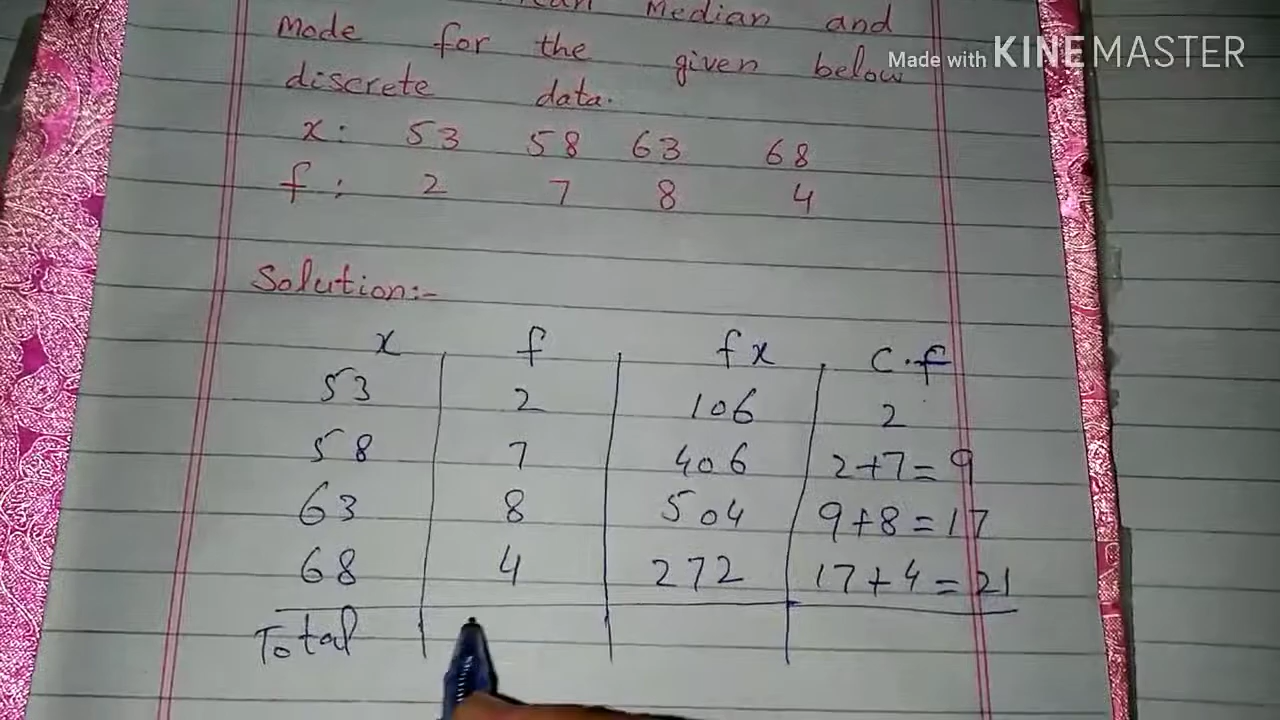 Median and
Mode for the given below
discrete data.
x: 53 58 63 68
f: 2 7 8 4
Solution:-
x f fx c.f
53 2 106 2
58 7 406 2+7=9
63 8 504 9+8=17
68 4 272 17+4=21
Total
Made with KINEMASTER